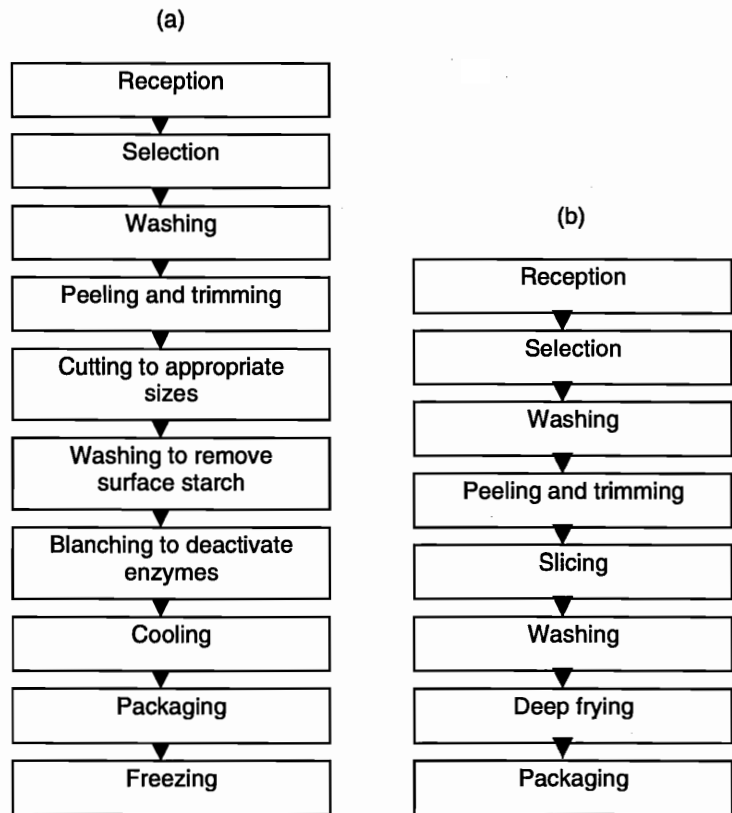 (a)
Reception
Selection
Washing
Peeling and trimming
Cutting to appropriate
sizes
Washing to remove
surface starch
Blanching to deactivate
enzymes
Cooling
Packaging
Freezing
(b)
Reception
Selection
Washing
Peeling and trimming
Slicing
Washing
Deep frying
Packaging